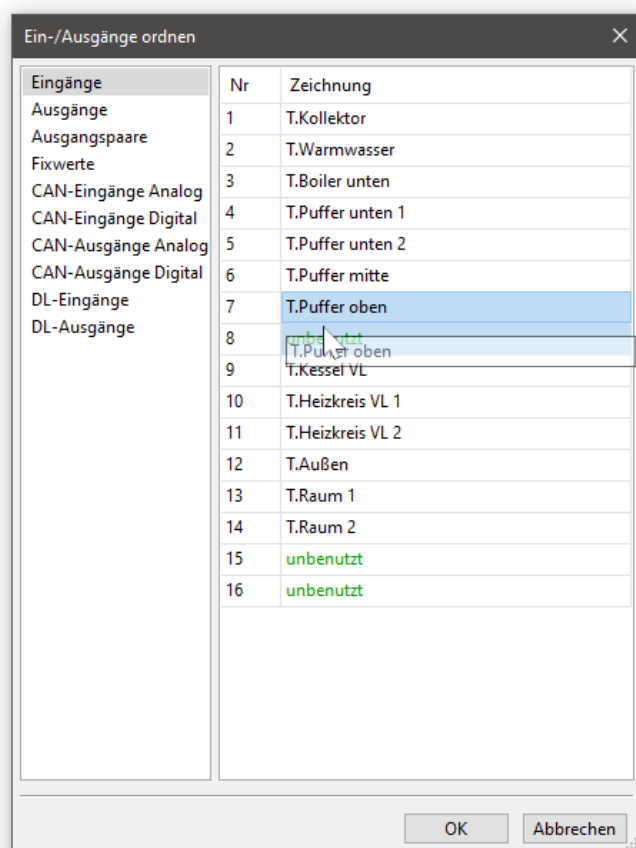 Ein-/Ausgänge ordnen
Eingänge
Ausgänge
Ausgangspaare
Fixwerte
CAN-Eingänge Analog
CAN-Eingänge Digital
CAN-Ausgänge Analog
CAN-Ausgänge Digital
DL-Eingänge
DL-Ausgänge
Nr Zeichnung
1 T.Kollektor
2 T.Warmwasser
3 T.Boiler unten
4 T.Puffer unten 1
5 T.Puffer unten 2
6 T.Puffer mitte
7 T.Puffer oben
8 unbenutzt
T.Puffer oben
9 T.Kessel VL
10 T.Heizkreis VL 1
11 T.Heizkreis VL 2
12 T.Außen
13 T.Raum 1
14 T.Raum 2
15 unbenutzt
16 unbenutzt
OK Abbrechen